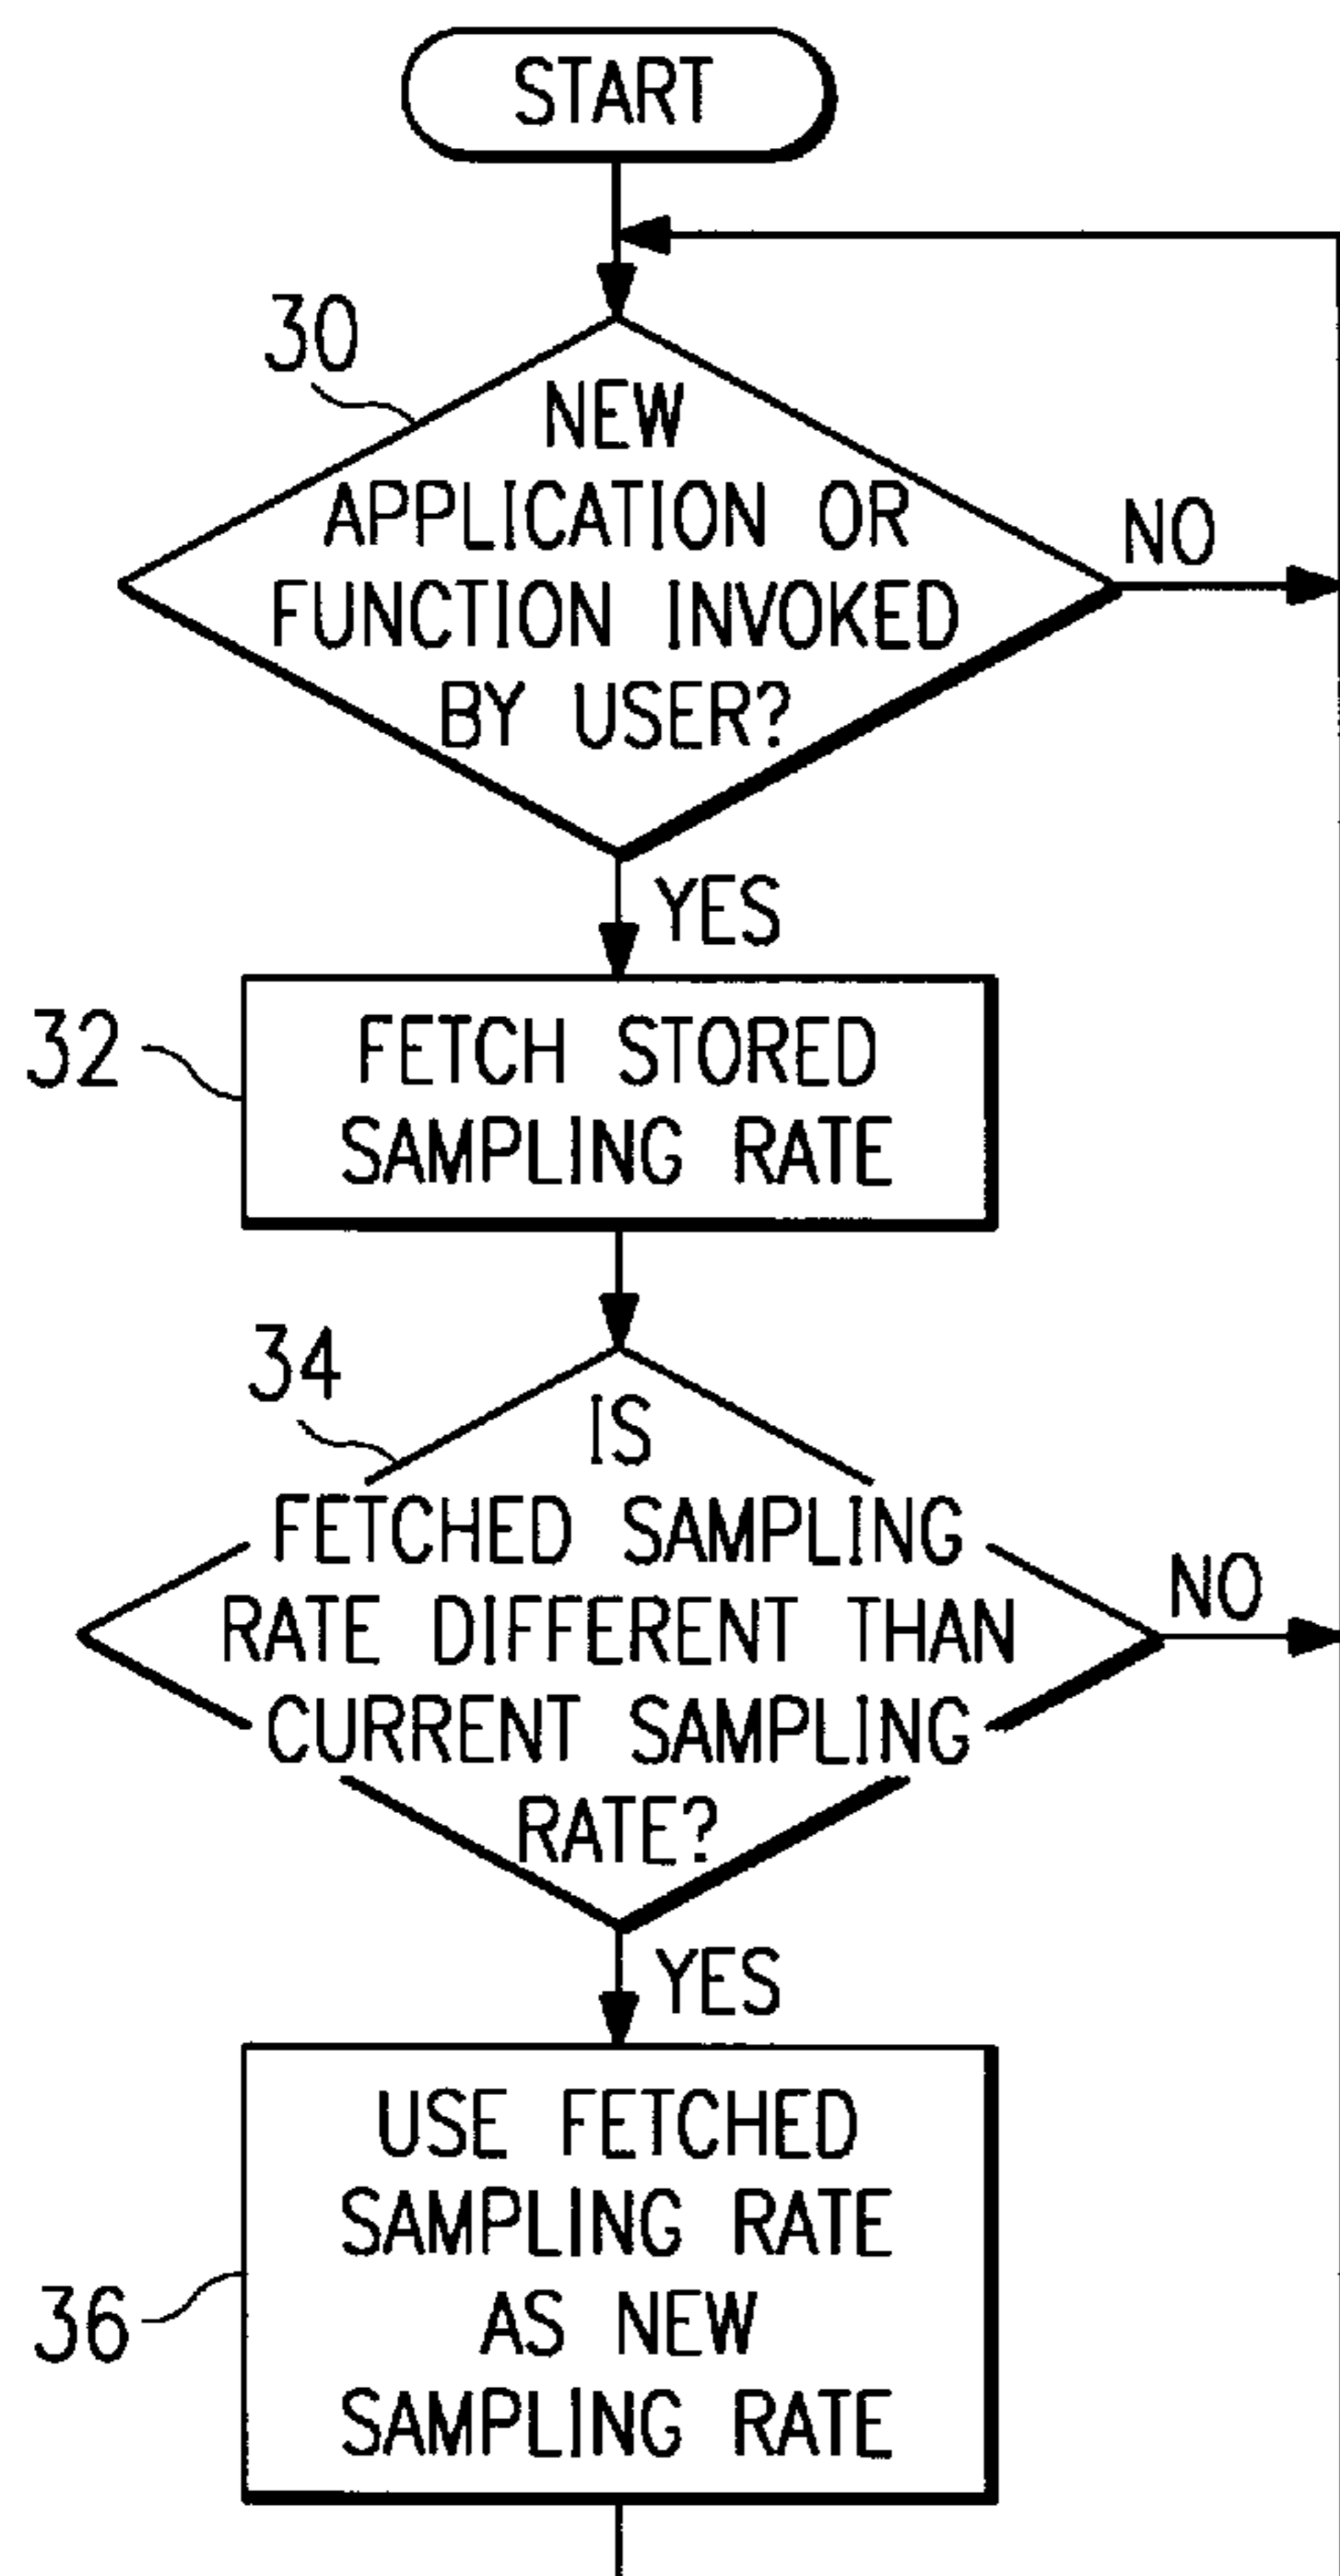 START
30
NEW
APPLICATION OR
FUNCTION INVOKED
BY USER?
NO
YES
32
FETCH STORED
SAMPLING RATE
34
IS
FETCHED SAMPLING
RATE DIFFERENT THAN
CURRENT SAMPLING
RATE?
NO
YES
36
USE FETCHED
SAMPLING RATE
AS NEW
SAMPLING RATE